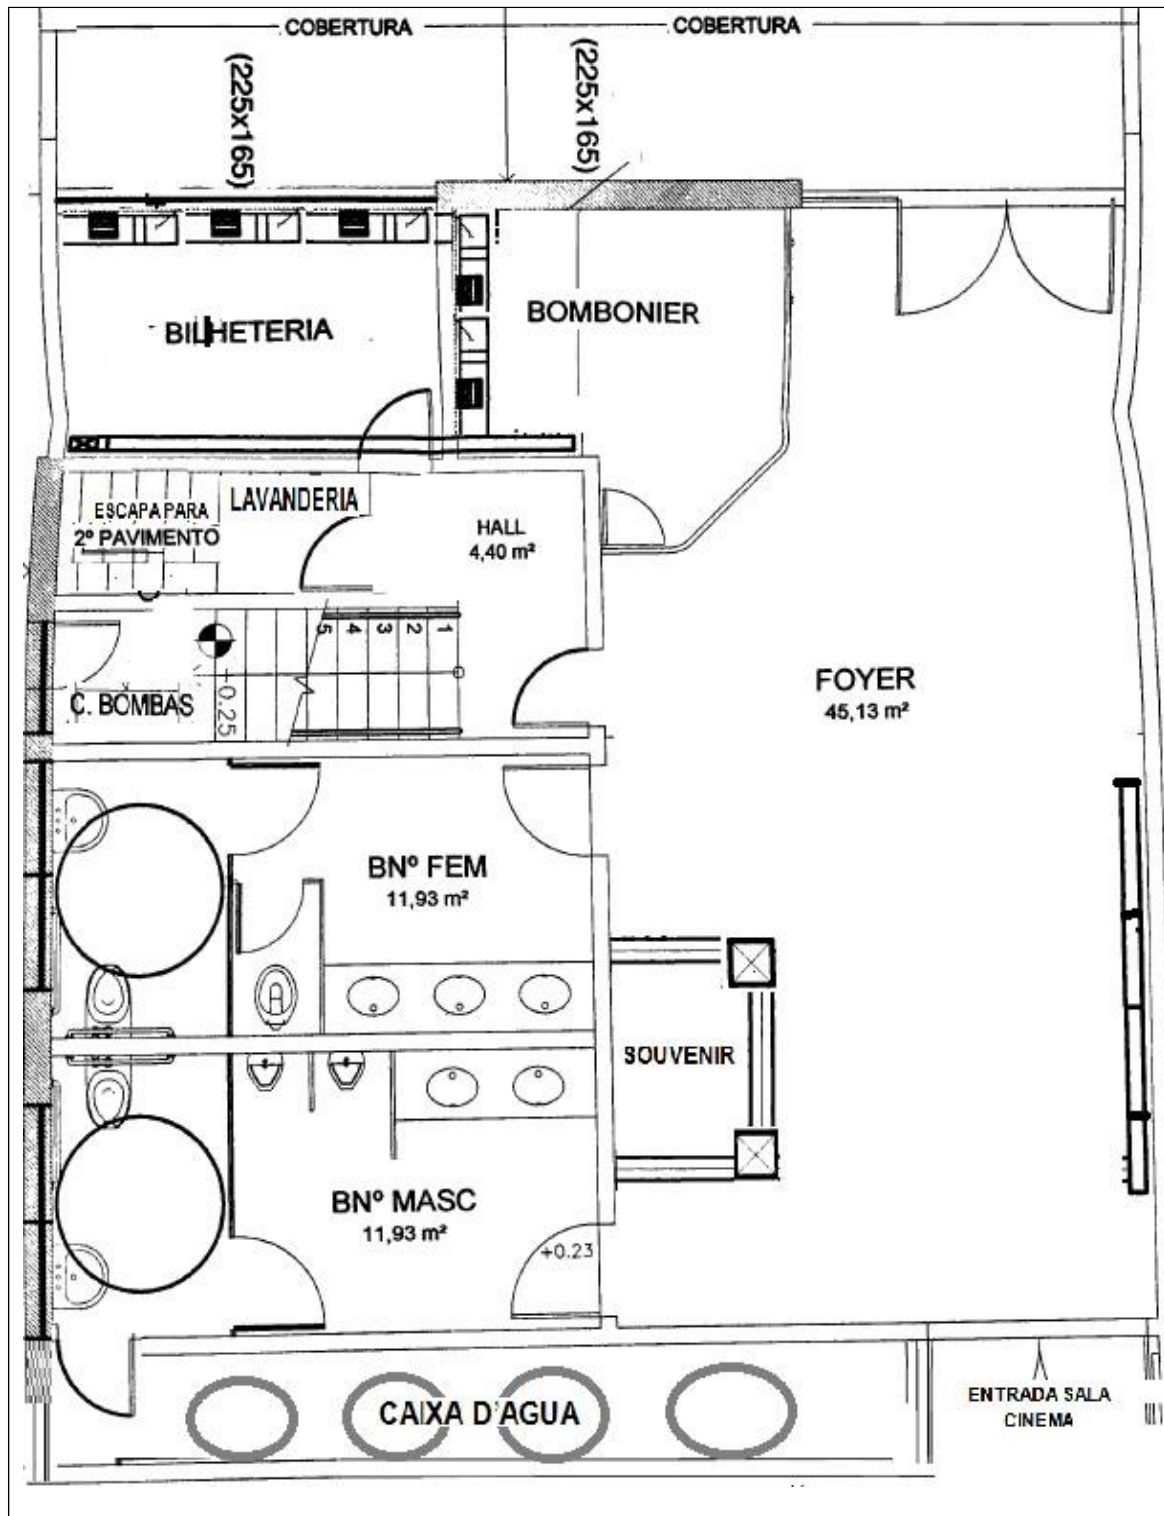 COBERTURA
COBERTURA
(225x165)
(225x165)
BILHETERIA
BOMBONIER
LAVANDERIA
ESCAPA PARA
2º PAVIMENTO
HALL
4,40 m²
5 4 3 2 1
+0.25
C. BOMBAS
FOYER
45,13 m²
BNº FEM
11,93 m²
SOUVENIR
BNº MASC
11,93 m²
+0.23
CAIXA D'AGUA
ENTRADA SALA
CINEMA